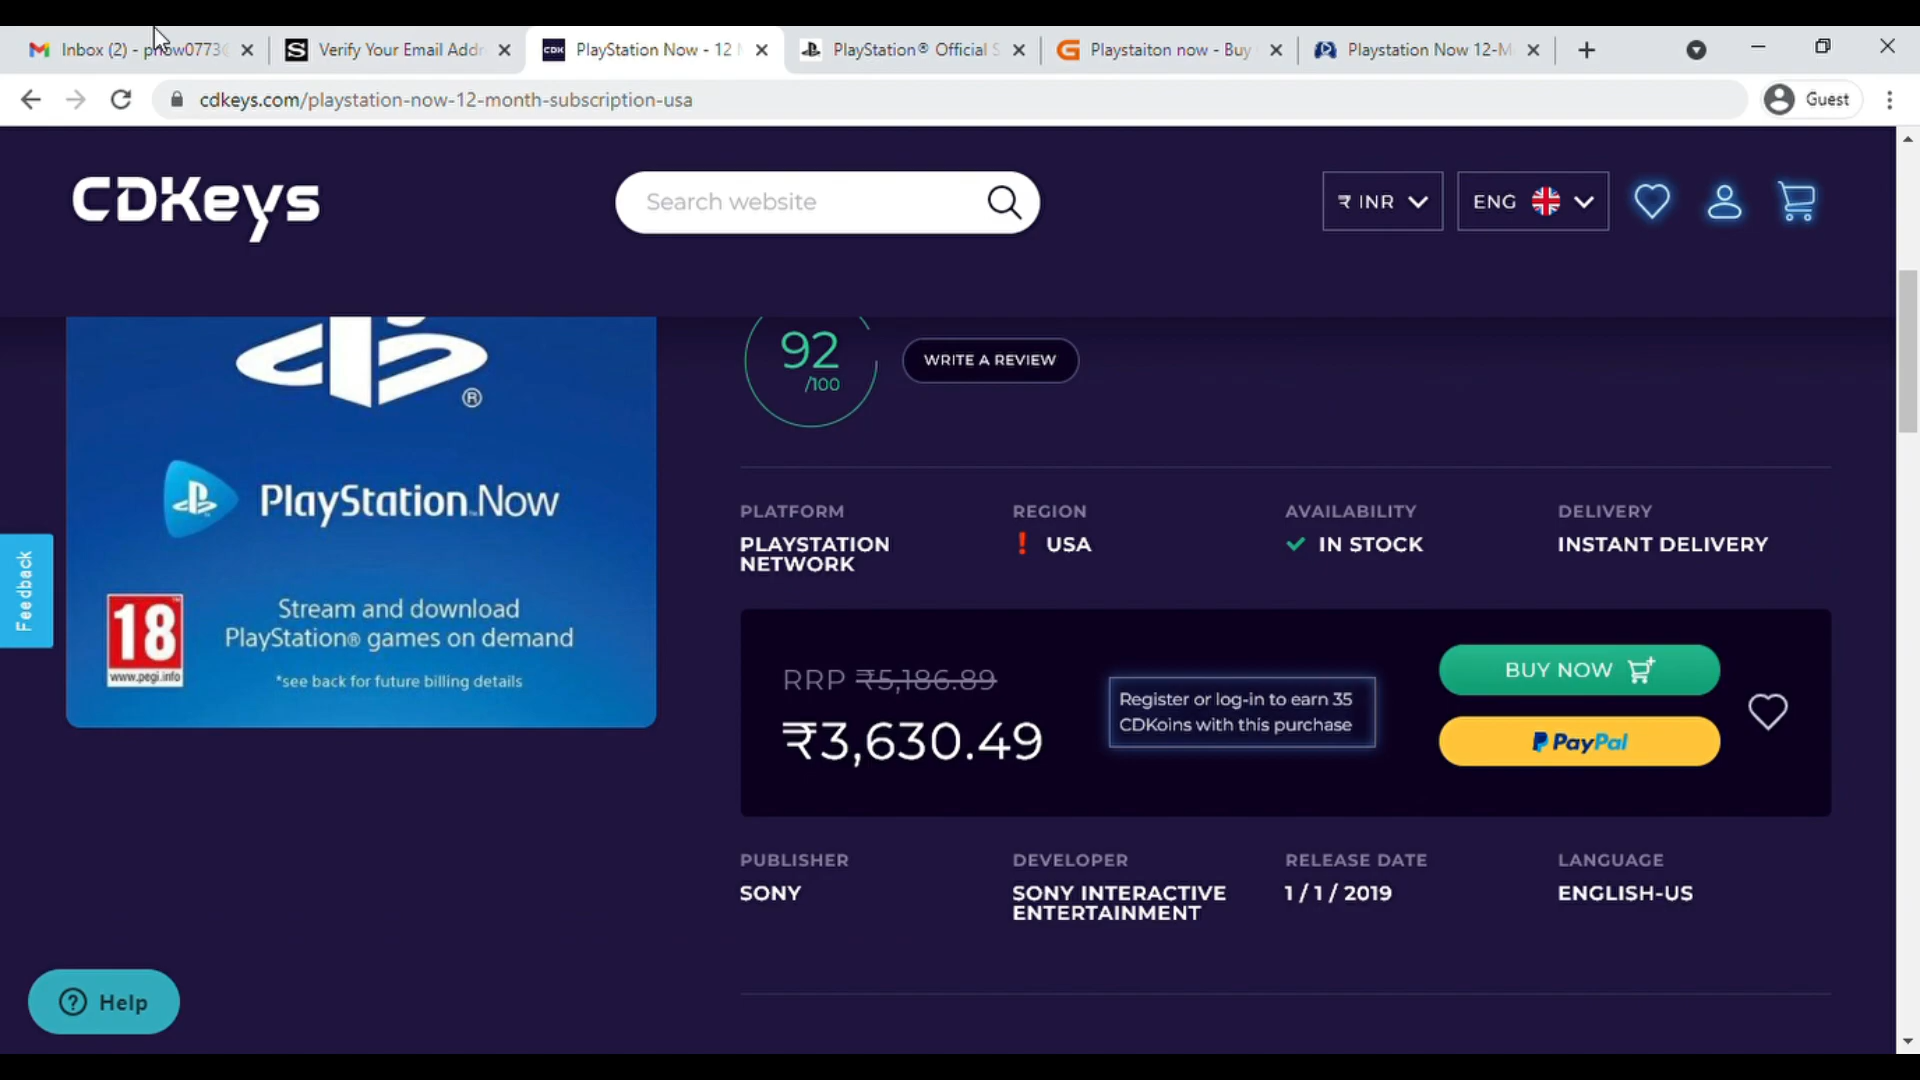 Inbox (2) - pnow0773
Verify Your Email Addr
CDK
PlayStation Now - 12
PlayStation® Official S
Playstaiton now - Buy
Playstation Now 12-M
cdkeys.com/playstation-now-12-month-subscription-usa
Guest
CDKeys
Search website
₹ INR
ENG
92
/100
WRITE A REVIEW
®
PlayStation™Now
18
www.pegi.info
Stream and download
PlayStation® games on demand
*see back for future billing details
Feedback
PLATFORM
PLAYSTATION
NETWORK
REGION
! USA
AVAILABILITY
IN STOCK
DELIVERY
INSTANT DELIVERY
RRP ₹5,186.89
₹3,630.49
Register or log-in to earn 35
CDKoins with this purchase
BUY NOW
PayPal
PUBLISHER
SONY
DEVELOPER
SONY INTERACTIVE
ENTERTAINMENT
RELEASE DATE
1 / 1 / 2019
LANGUAGE
ENGLISH-US
? Help